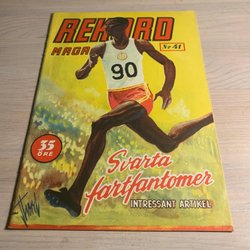 REKORD
MAGA
Nr 41
90
35
ÖRE
Svarta
fartfantomer
INTRESSANT ARTIKEL